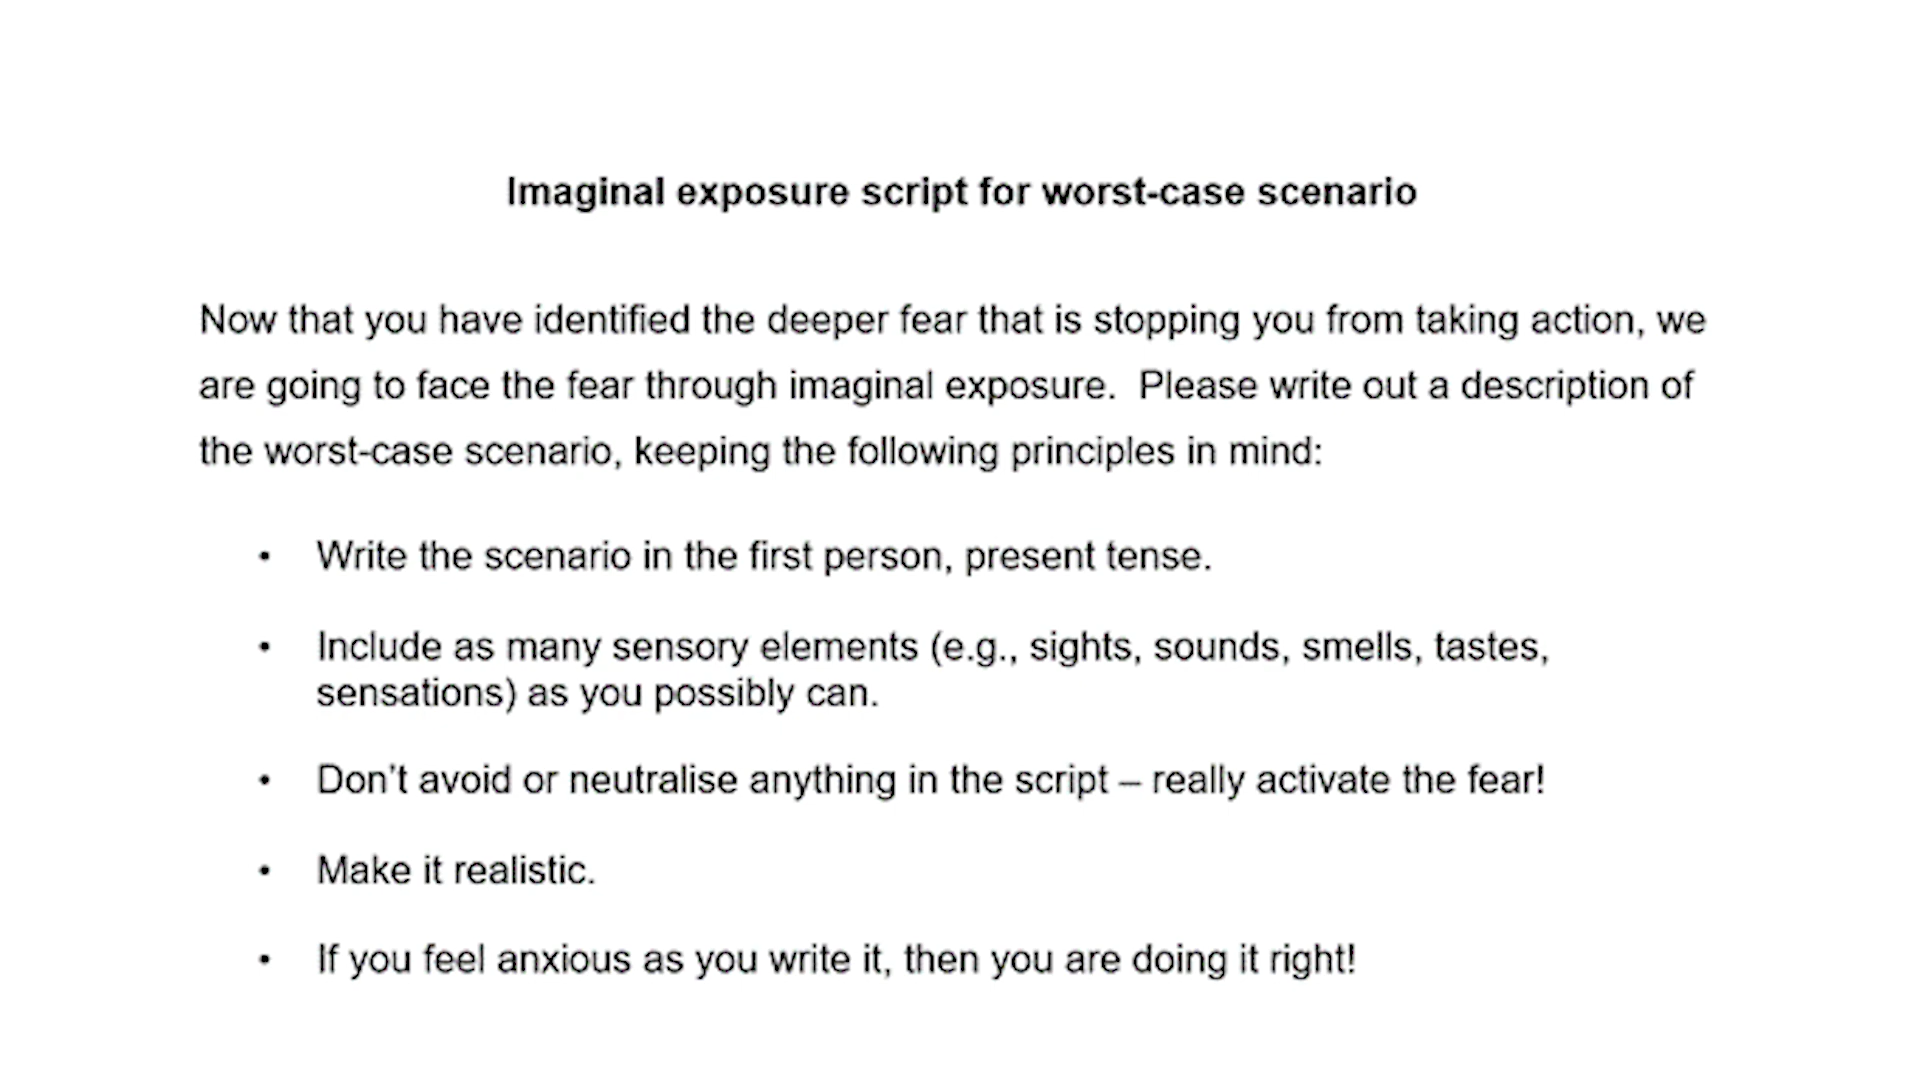 Imaginal exposure script for worst-case scenario
Now that you have identified the deeper fear that is stopping you from taking action, we
are going to face the fear through imaginal exposure.  Please write out a description of
the worst-case scenario, keeping the following principles in mind:
• Write the scenario in the first person, present tense.
• Include as many sensory elements (e.g., sights, sounds, smells, tastes,
sensations) as you possibly can.
• Don’t avoid or neutralise anything in the script – really activate the fear!
• Make it realistic.
• If you feel anxious as you write it, then you are doing it right!